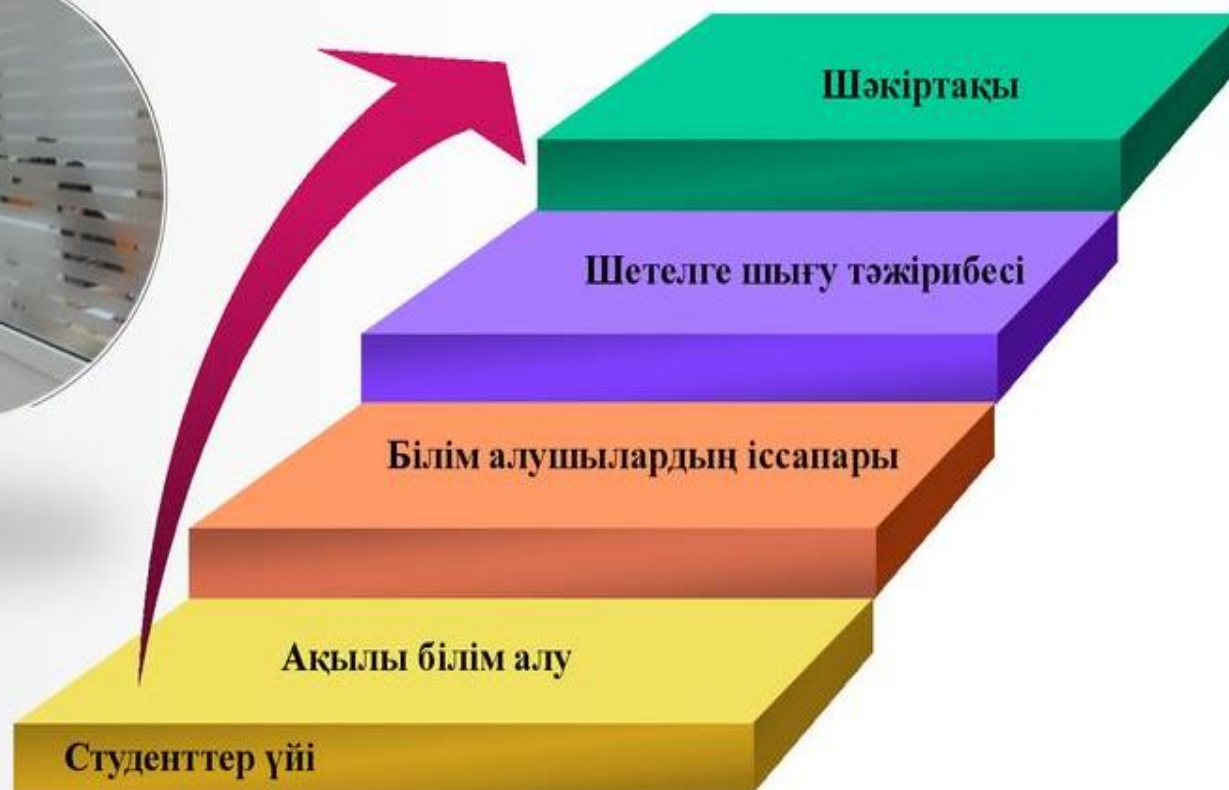 Шәкіртақы
Шетелге шығу тәжірибесі
Білім алушылардың іссапары
Ақылы білім алу
Студенттер үйі